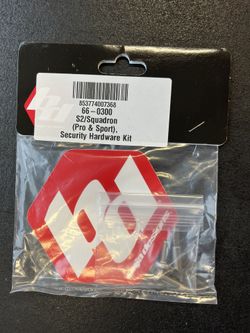 853774007368
66-0300
S2/Squadron
(Pro & Sport),
Security Hardware Kit